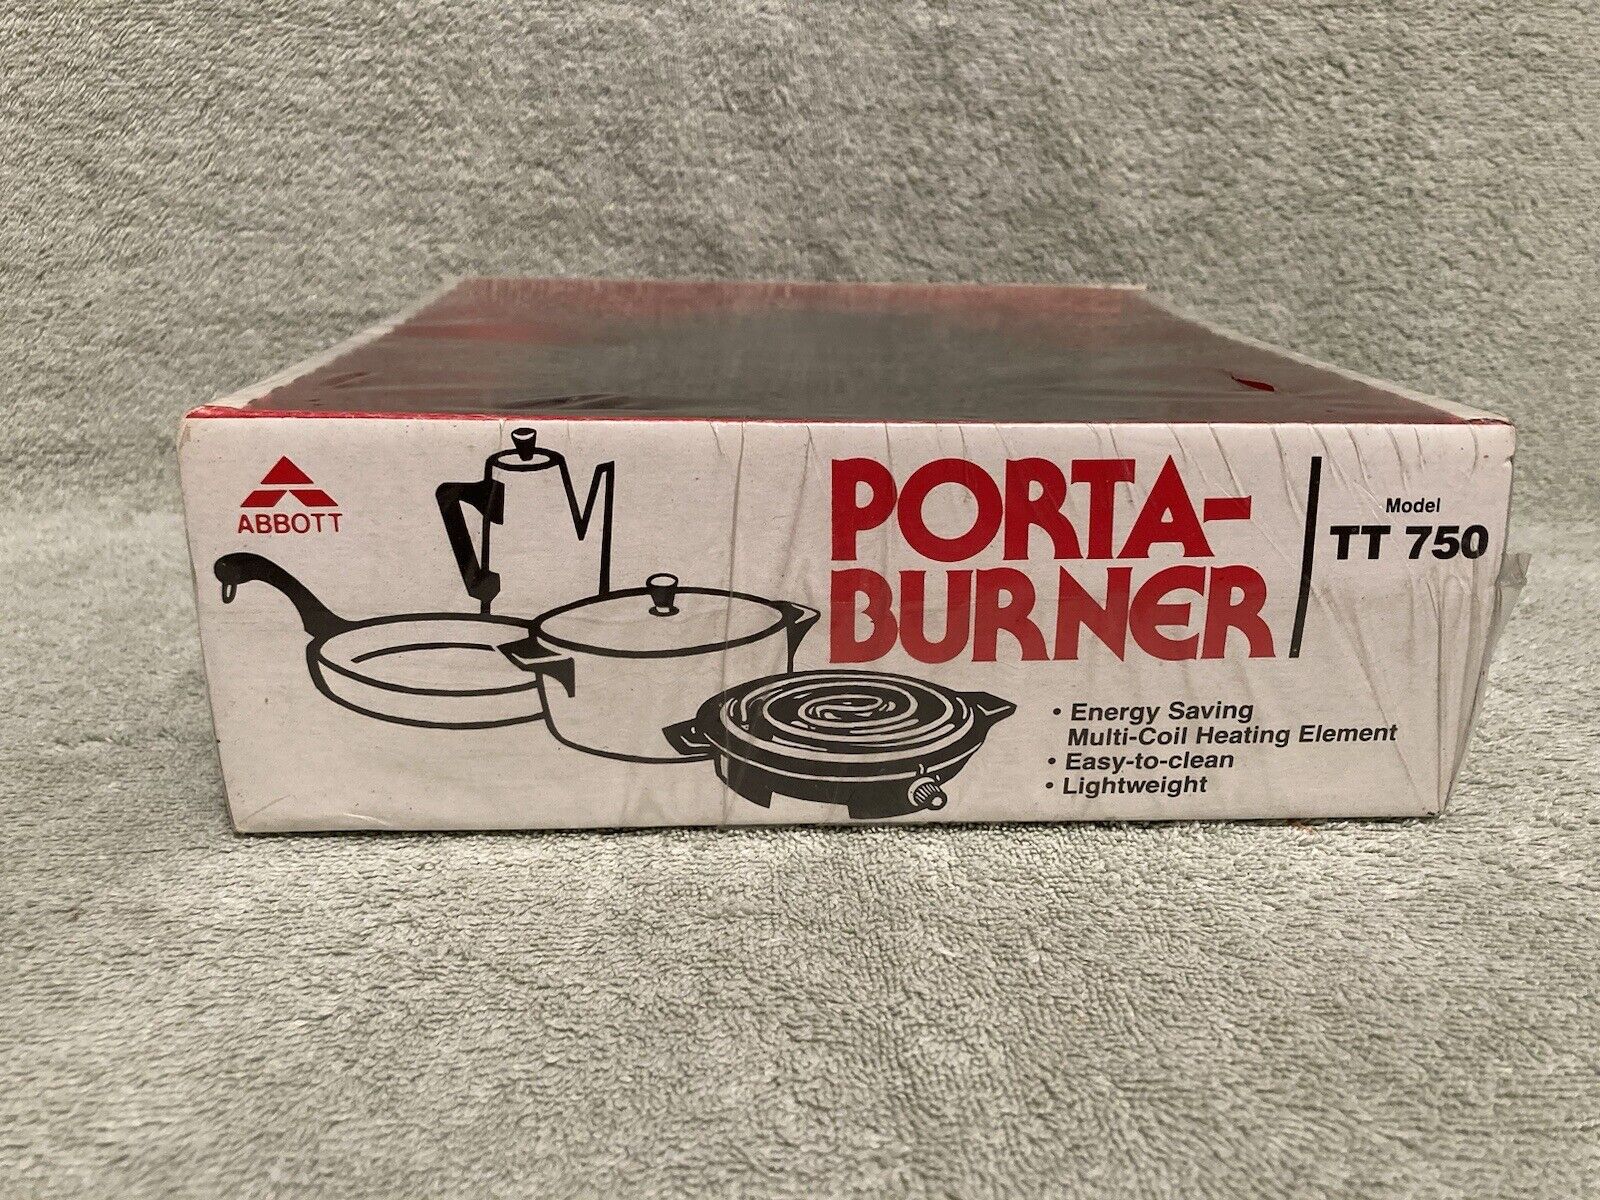 ABBOTT
PORTA-
BURNER
Model
TT 750
• Energy Saving
Multi-Coil Heating Element
• Easy-to-clean
• Lightweight